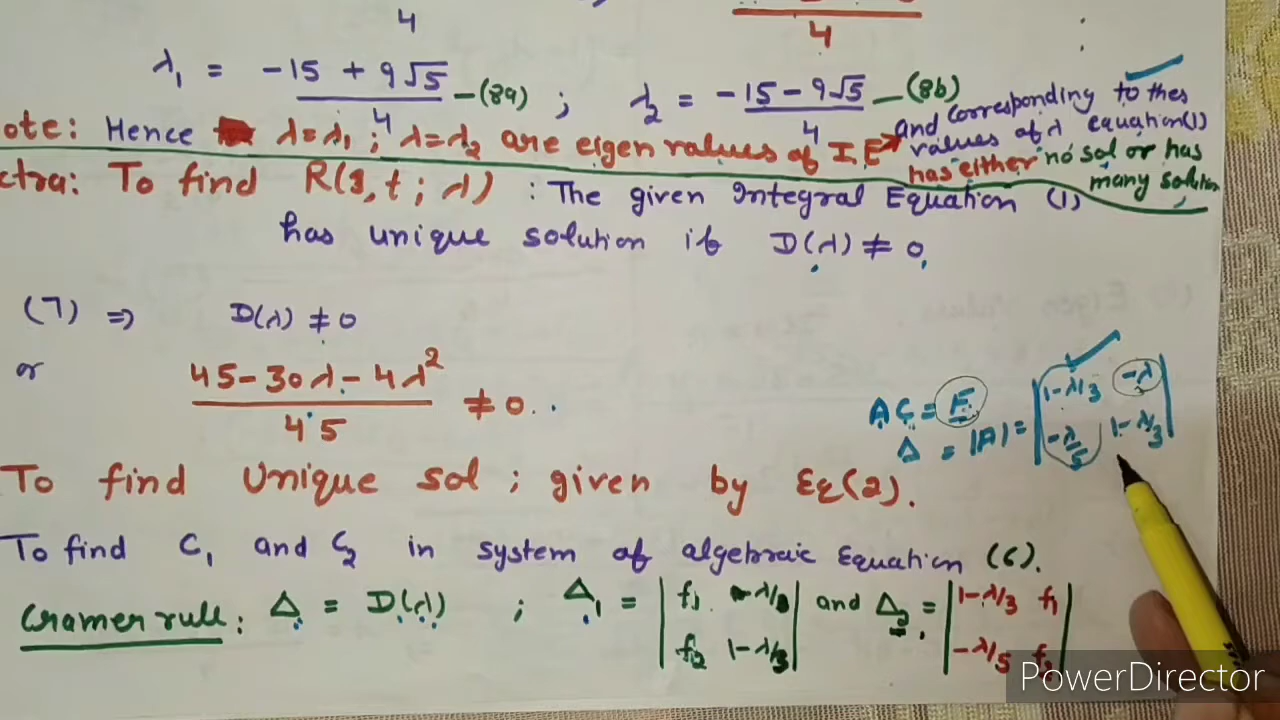 4
4
λ₁ = -15 + 9√5 / 4 —(8a) ; λ₂ = -15 - 9√5 / 4 —(8b)
ote: Hence λ=λ₁ ; λ=λ₂ are eigen values of I.E and corresponding to thes
values of λ equation(1)
has either no sol or has
many solution
ctra: To find R(s,t; λ) : The given Integral Equation (1)
has unique solution if D(λ) ≠ 0,
(7) ⇒ D(λ) ≠ 0
or 45-30λ-4λ² / 45 ≠ 0..
AC = F
Δ = |A| = | 1-λ/3 -λ |
| -λ/5 1-λ/3 |
To find Unique sol; given by Eq(2).
To find C₁ and C₂ in system of algebraic Equation (6).
Cramer rule: Δ = D(λ) ; Δ₁ = | f₁ -λ/3 | and Δ₂ = | 1-λ/3 f₁ |
| f₂ 1-λ/3 | | -λ/5 f₂ |
PowerDirector